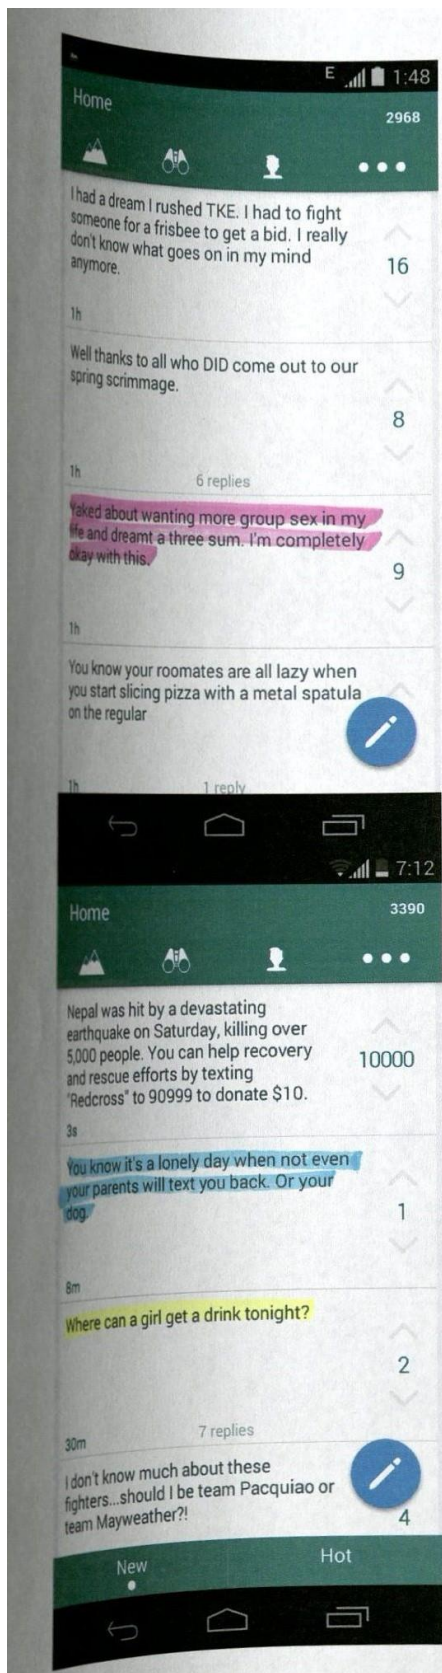 E 1:48
Home
2968
I had a dream I rushed TKE. I had to fight
someone for a frisbee to get a bid. I really
don't know what goes on in my mind
anymore.
16
1h
Well thanks to all who DID come out to our
spring scrimmage.
8
1h
6 replies
Yaked about wanting more group sex in my
life and dreamt a three sum. I'm completely
okay with this.
9
1h
You know your roomates are all lazy when
you start slicing pizza with a metal spatula
on the regular
1h
1 reply
7:12
Home
3390
Nepal was hit by a devastating
earthquake on Saturday, killing over
5,000 people. You can help recovery
and rescue efforts by texting
"Redcross" to 90999 to donate $10.
10000
3s
You know it's a lonely day when not even
your parents will text you back. Or your
dog.
1
8m
Where can a girl get a drink tonight?
2
30m
7 replies
I don't know much about these
fighters...should I be team Pacquiao or
team Mayweather?!
4
New
Hot